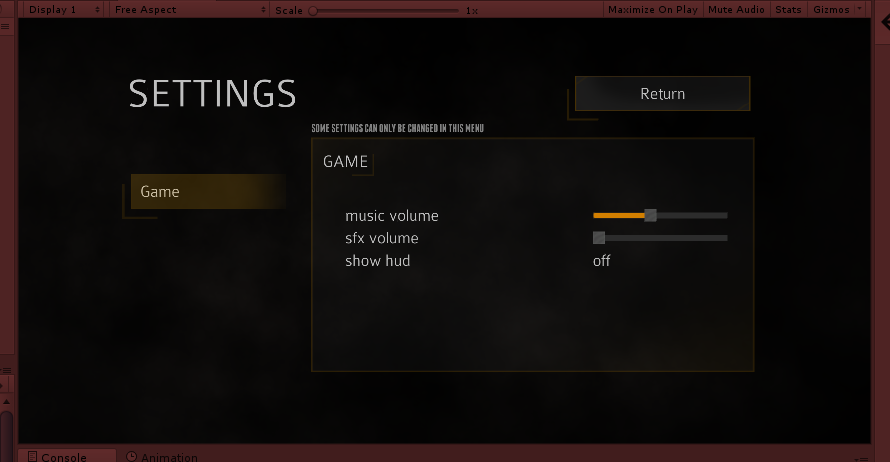 Display 1 Free Aspect Scale 1x Maximize On Play Mute Audio Stats Gizmos
SETTINGS
Return
SOME SETTINGS CAN ONLY BE CHANGED IN THIS MENU
GAME
Game
music volume
sfx volume
show hud off
Console Animation